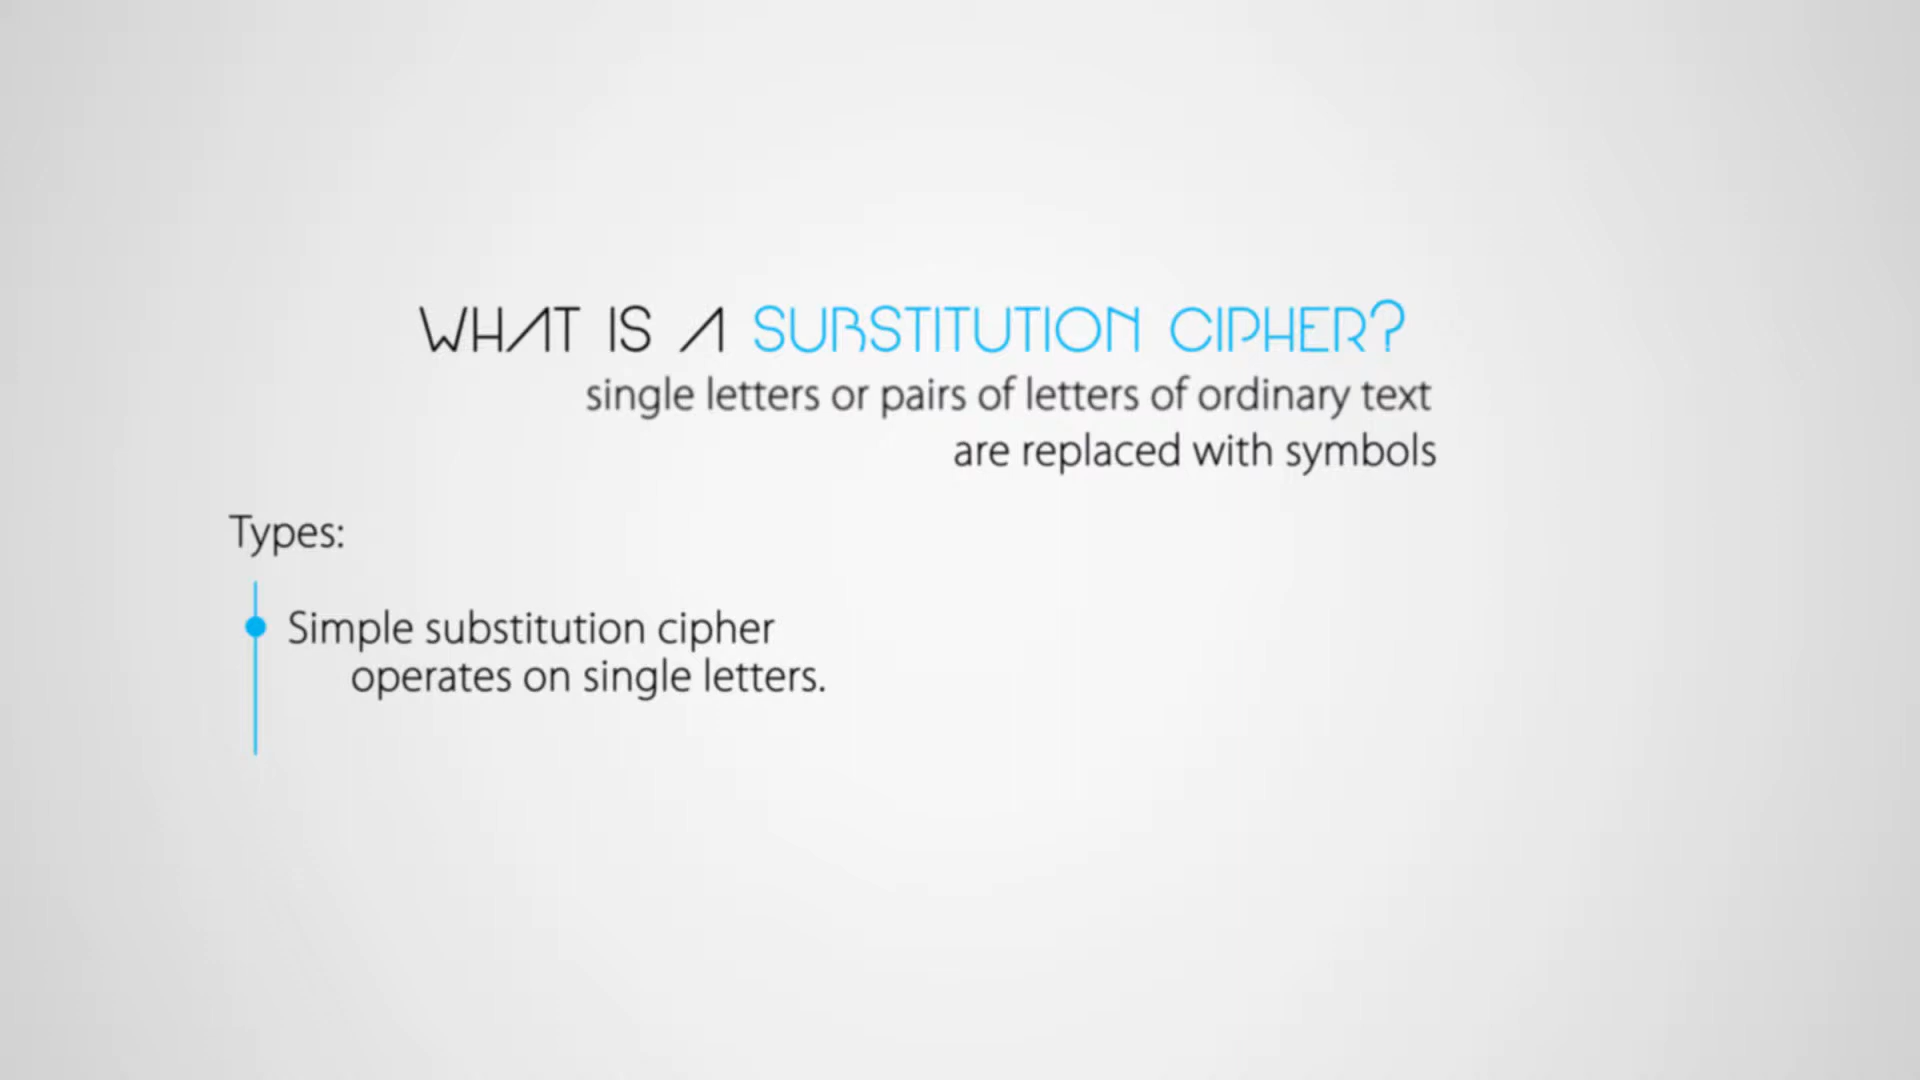 WHAT IS A SUBSTITUTION CIPHER?
single letters or pairs of letters of ordinary text
are replaced with symbols
Types:
Simple substitution cipher
operates on single letters.